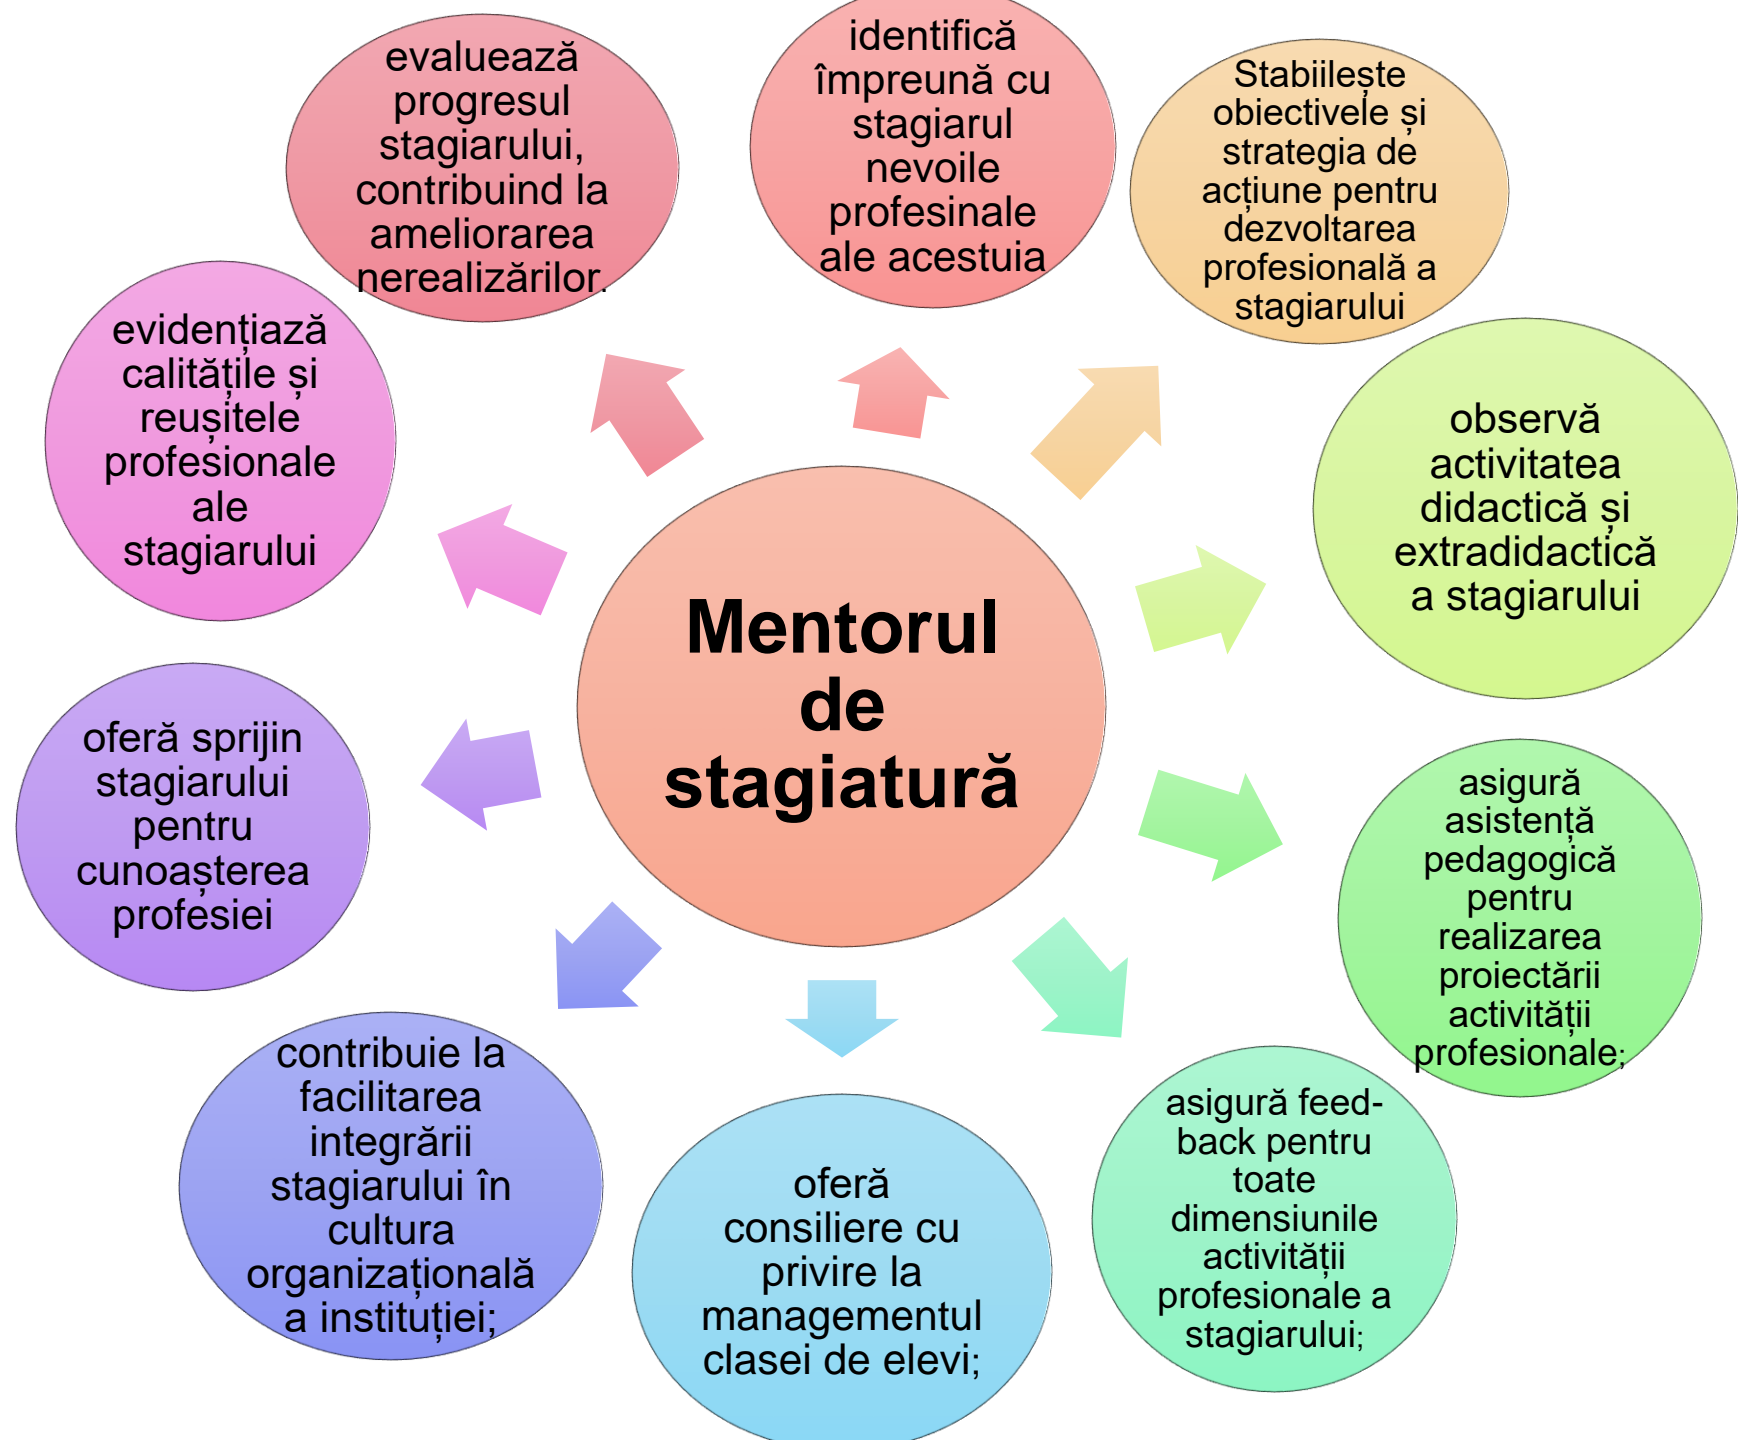 Mentorul
de
stagiatură
identifică
împreună cu
stagiarul
nevoile
profesinale
ale acestuia
Stabiilește
obiectivele și
strategia de
acțiune pentru
dezvoltarea
profesională a
stagiarului
observă
activitatea
didactică și
extradidactică
a stagiarului
asigură
asistență
pedagogică
pentru
realizarea
proiectării
activității
profesionale;
asigură feed-
back pentru
toate
dimensiunile
activității
profesionale a
stagiarului;
oferă
consiliere cu
privire la
managementul
clasei de elevi;
contribuie la
facilitarea
integrării
stagiarului în
cultura
organizațională
a instituției;
oferă sprijin
stagiarului
pentru
cunoașterea
profesiei
evidențiază
calitățile și
reușitele
profesionale
ale
stagiarului
evaluează
progresul
stagiarului,
contribuind la
ameliorarea
nerealizărilor.